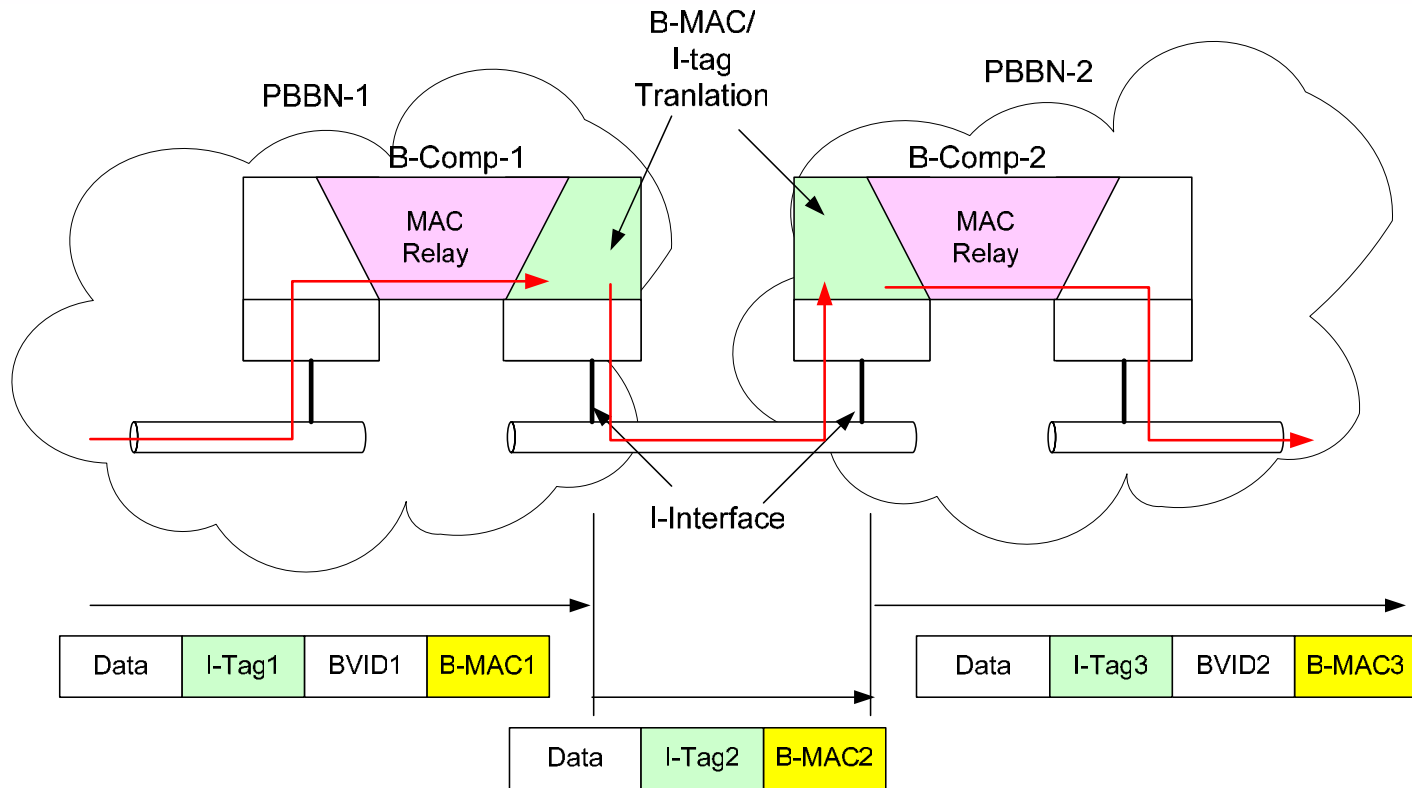 B-MAC/
I-tag
Tranlation
PBBN-1
PBBN-2
B-Comp-1
B-Comp-2
MAC
Relay
MAC
Relay
I-Interface
Data I-Tag1 BVID1 B-MAC1
Data I-Tag3 BVID2 B-MAC3
Data I-Tag2 B-MAC2